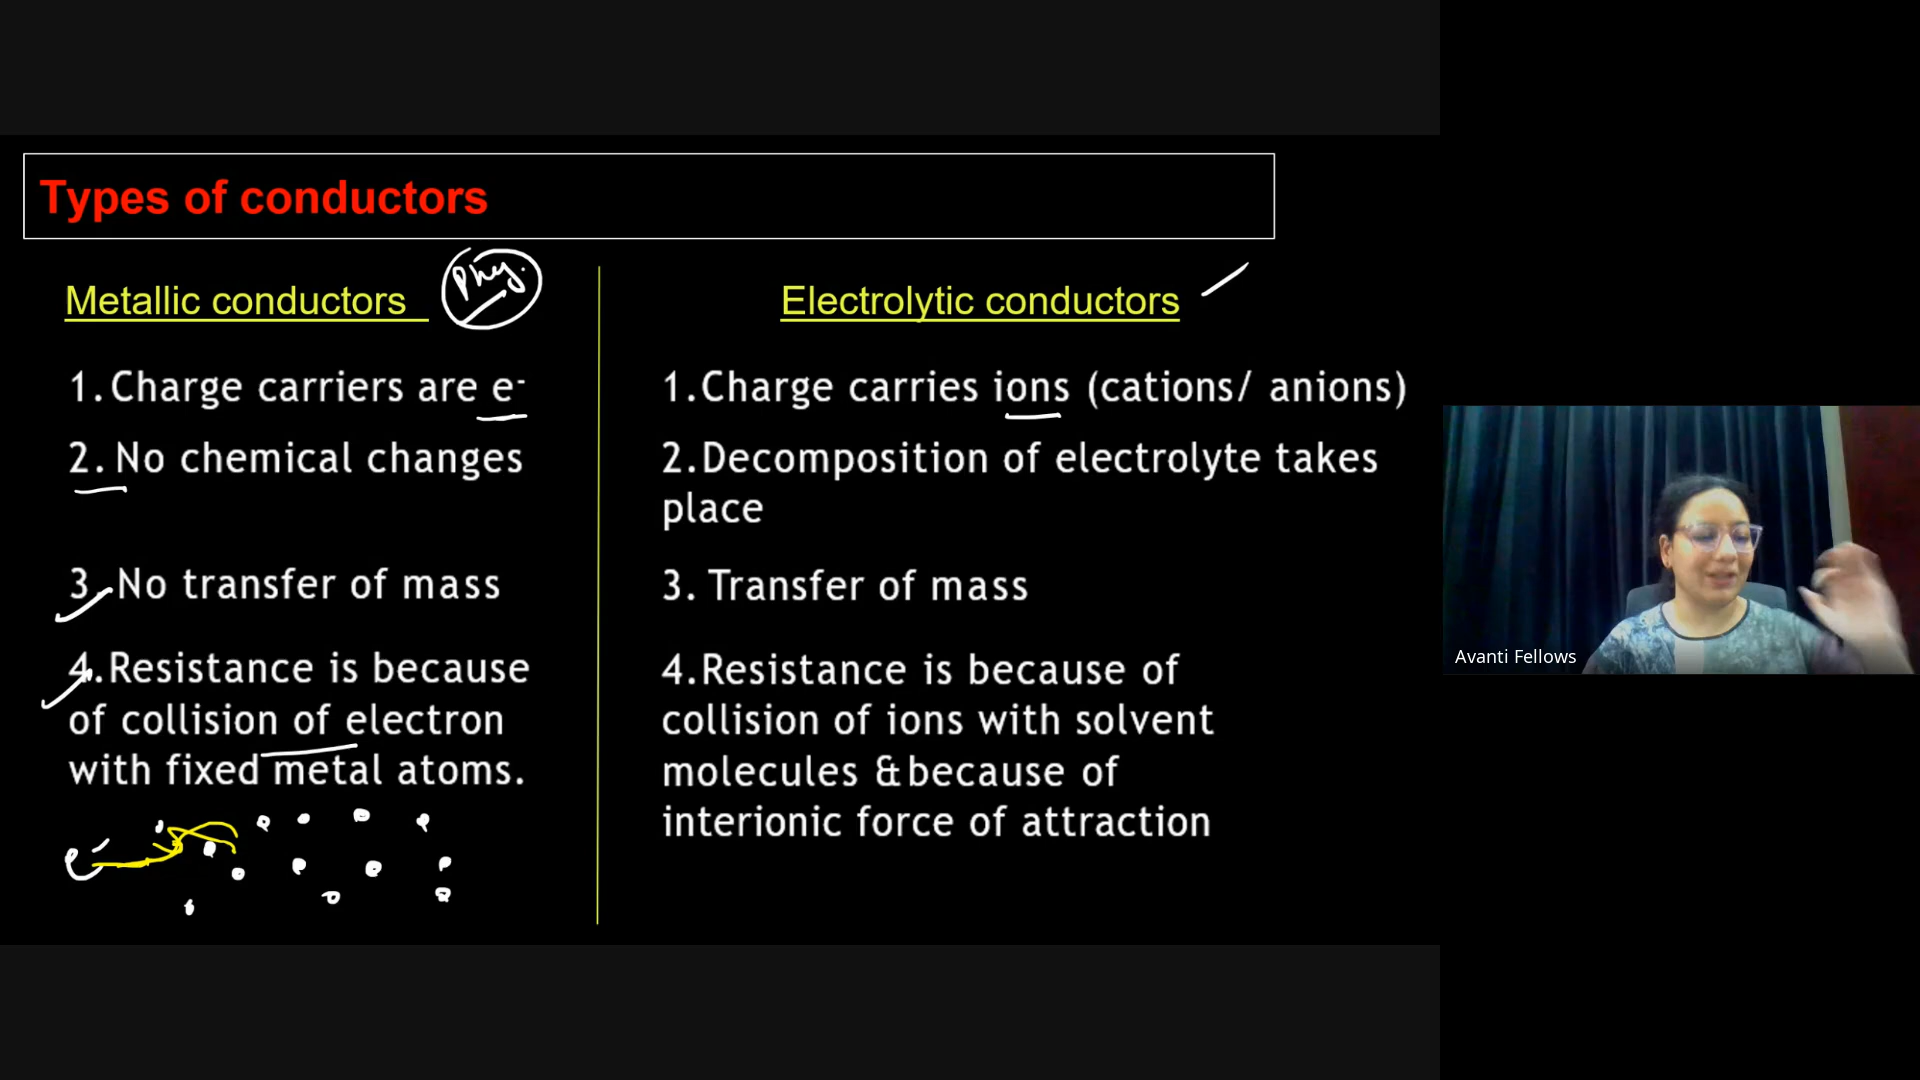 Types of conductors
Metallic conductors
Phy.
1.Charge carriers are e-
2. No chemical changes
3. No transfer of mass
4.Resistance is because
of collision of electron
with fixed metal atoms.
e-
Electrolytic conductors
1.Charge carries ions (cations/ anions)
2.Decomposition of electrolyte takes
place
3. Transfer of mass
4.Resistance is because of
collision of ions with solvent
molecules &because of
interionic force of attraction
Avanti Fellows